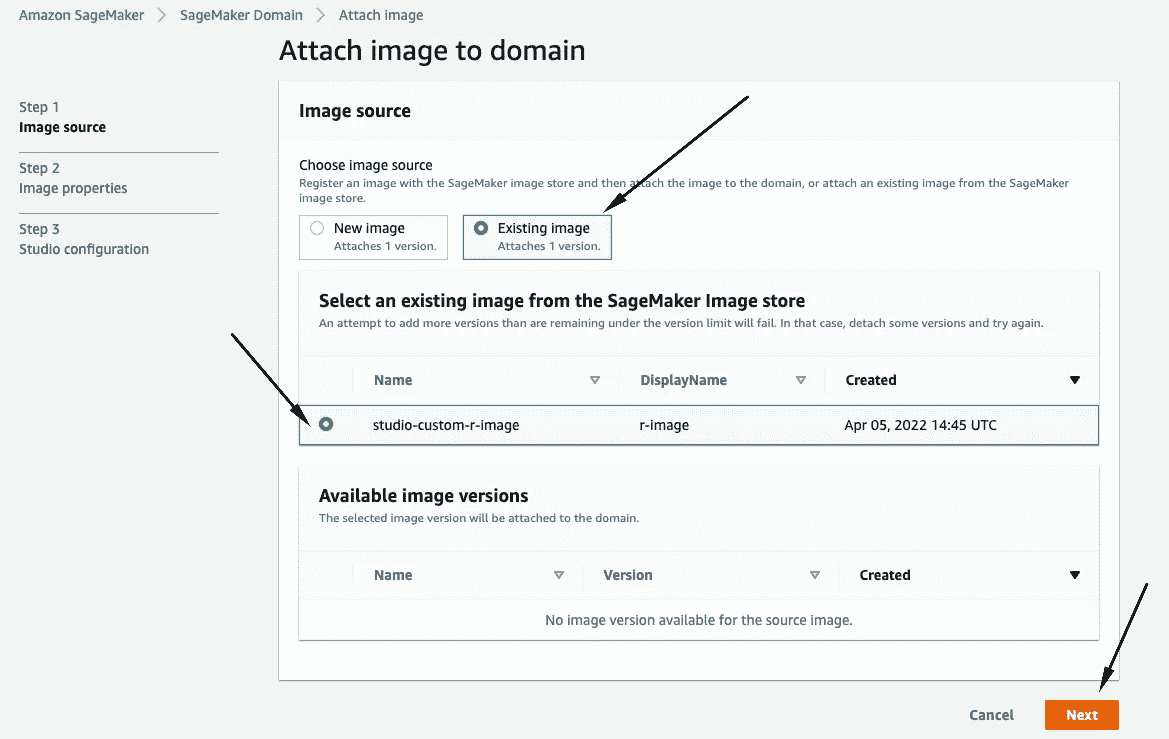 Amazon SageMaker > SageMaker Domain > Attach image
Attach image to domain
Step 1
Image source
Step 2
Image properties
Step 3
Studio configuration
Image source
Choose image source
Register an image with the SageMaker image store and then attach the image to the domain, or attach an existing image from the SageMaker
image store.
New image
Attaches 1 version.
Existing image
Attaches 1 version.
Select an existing image from the SageMaker Image store
An attempt to add more versions than are remaining under the version limit will fail. In that case, detach some versions and try again.
Name DisplayName Created
studio-custom-r-image r-image Apr 05, 2022 14:45 UTC
Available image versions
The selected image version will be attached to the domain.
Name Version Created
No image version available for the source image.
Cancel Next